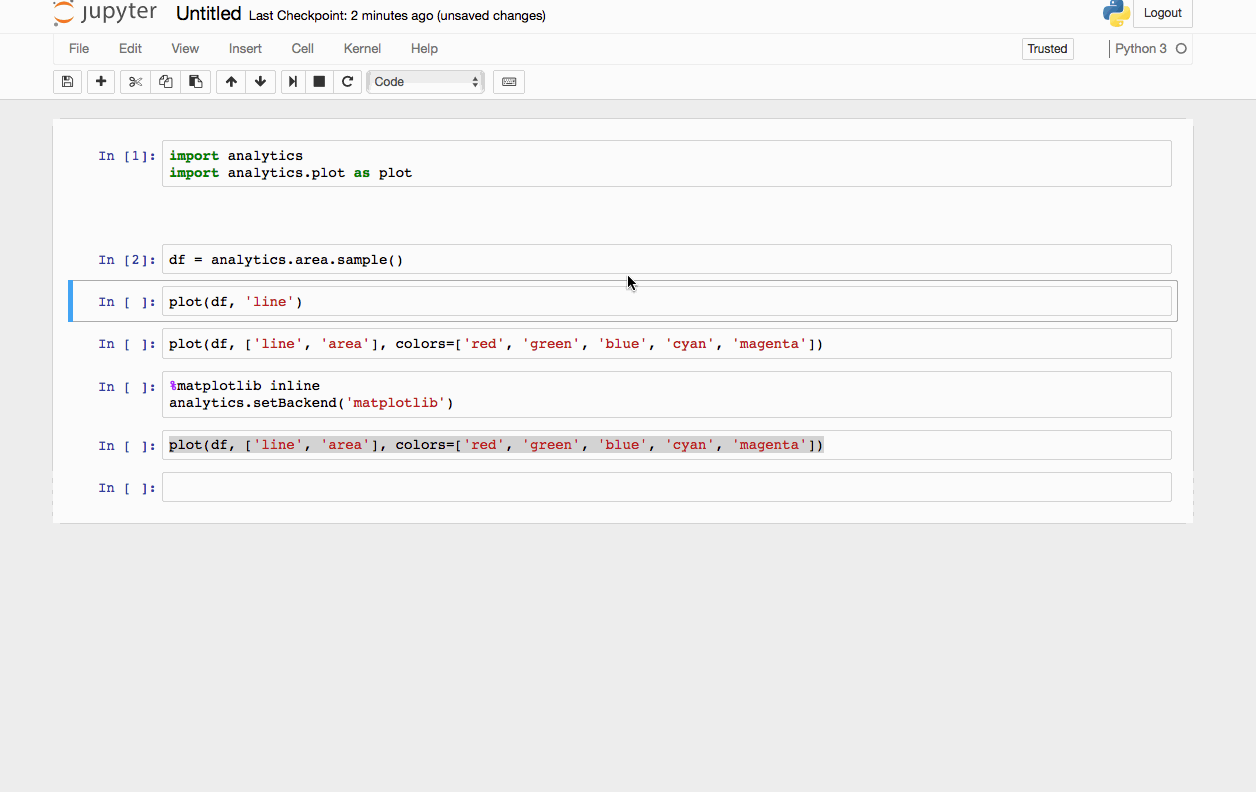 jupyter Untitled Last Checkpoint: 2 minutes ago (unsaved changes) Logout
File Edit View Insert Cell Kernel Help Trusted Python 3
Code
In [1]: import analytics
import analytics.plot as plot
In [2]: df = analytics.area.sample()
In [ ]: plot(df, 'line')
In [ ]: plot(df, ['line', 'area'], colors=['red', 'green', 'blue', 'cyan', 'magenta'])
In [ ]: %matplotlib inline
analytics.setBackend('matplotlib')
In [ ]: plot(df, ['line', 'area'], colors=['red', 'green', 'blue', 'cyan', 'magenta'])
In [ ]: